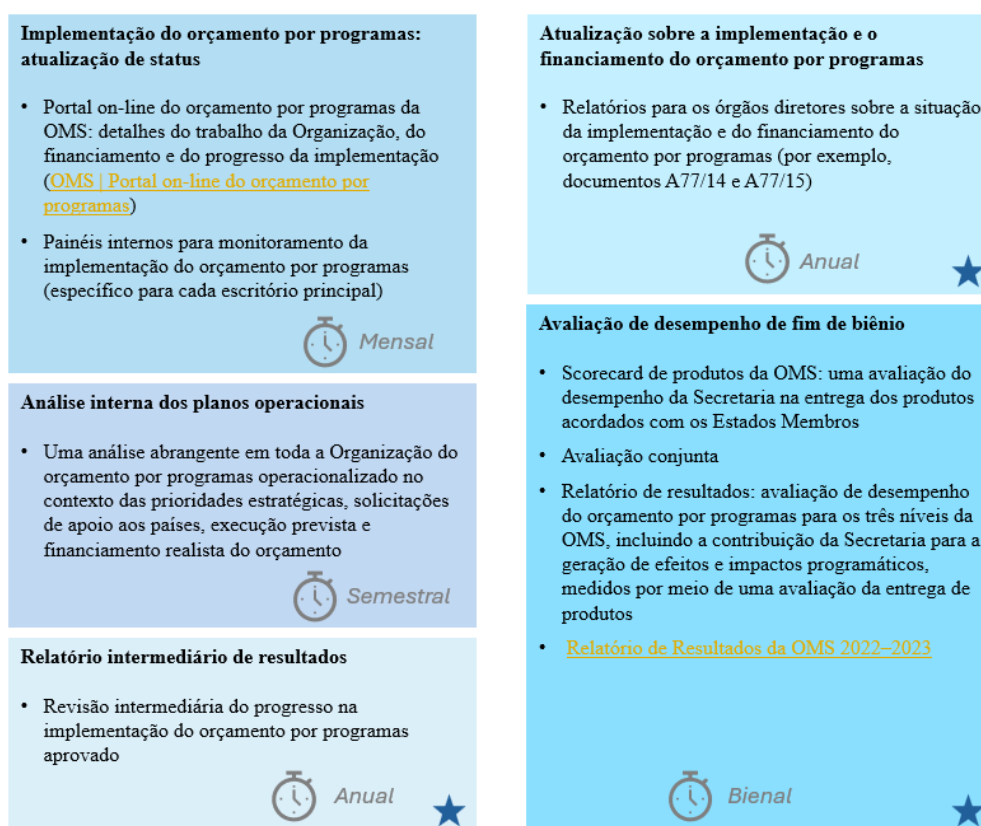 Implementação do orçamento por programas:
atualização de status
• Portal on-line do orçamento por programas da
OMS: detalhes do trabalho da Organização, do
financiamento e do progresso da implementação
(OMS | Portal on-line do orçamento por
programas)
• Painéis internos para monitoramento da
implementação do orçamento por programas
(específico para cada escritório principal)
Mensal
Análise interna dos planos operacionais
• Uma análise abrangente em toda a Organização do
orçamento por programas operacionalizado no
contexto das prioridades estratégicas, solicitações
de apoio aos países, execução prevista e
financiamento realista do orçamento
Semestral
Relatório intermediário de resultados
• Revisão intermediária do progresso na
implementação do orçamento por programas
aprovado
Anual
Atualização sobre a implementação e o
financiamento do orçamento por programas
• Relatórios para os órgãos diretores sobre a situação
da implementação e do financiamento do
orçamento por programas (por exemplo,
documentos A77/14 e A77/15)
Anual
Avaliação de desempenho de fim de biênio
• Scorecard de produtos da OMS: uma avaliação do
desempenho da Secretaria na entrega dos produtos
acordados com os Estados Membros
• Avaliação conjunta
• Relatório de resultados: avaliação de desempenho
do orçamento por programas para os três níveis da
OMS, incluindo a contribuição da Secretaria para a
geração de efeitos e impactos programáticos,
medidos por meio de uma avaliação da entrega de
produtos
• Relatório de Resultados da OMS 2022–2023
Bienal